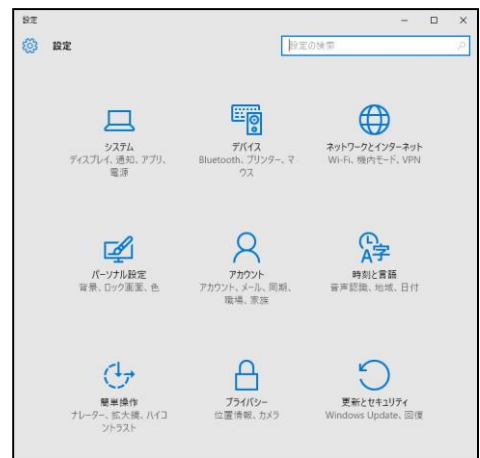 設定
設定
設定の検索
システム
ディスプレイ、通知、アプリ、
電源
デバイス
Bluetooth、プリンター、マ
ウス
ネットワークとインターネット
Wi-Fi、機内モード、VPN
パーソナル設定
背景、ロック画面、色
アカウント
アカウント、メール、同期、
職場、家族
時刻と言語
音声認識、地域、日付
簡単操作
ナレーター、拡大鏡、ハイコ
ントラスト
プライバシー
位置情報、カメラ
更新とセキュリティ
Windows Update、回復